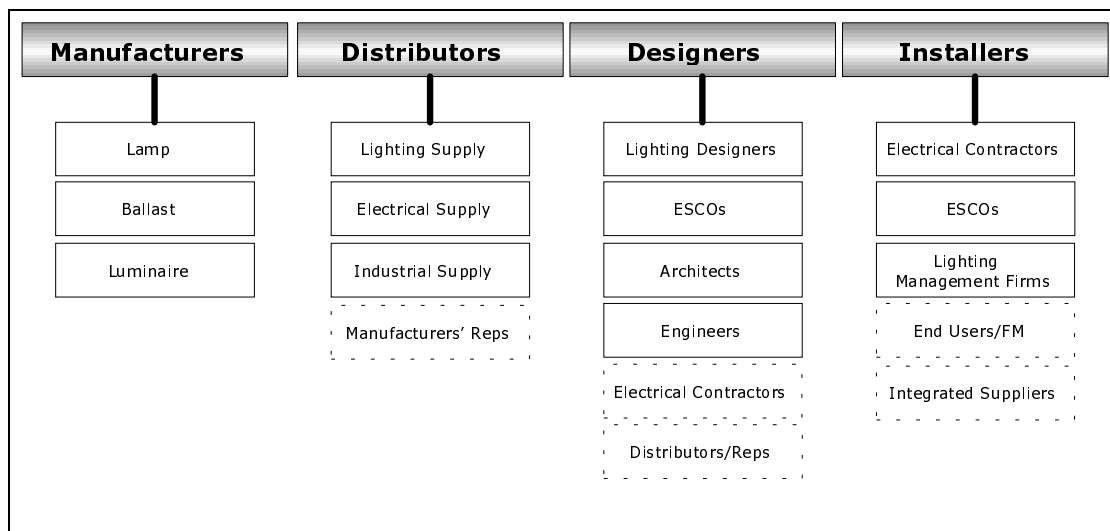 Manufacturers
Lamp
Ballast
Luminaire
Distributors
Lighting Supply
Electrical Supply
Industrial Supply
Manufacturers’ Reps
Designers
Lighting Designers
ESCOs
Architects
Engineers
Electrical Contractors
Distributors/Reps
Installers
Electrical Contractors
ESCOs
Lighting
Management Firms
End Users/FM
Integrated Suppliers